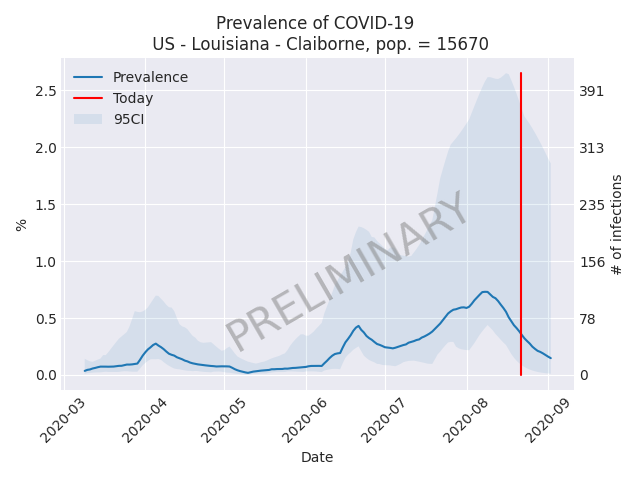 Prevalence of COVID-19
US - Louisiana - Claiborne, pop. = 15670
Prevalence
Today
95CI
PRELIMINARY
%
2.5
2.0
1.5
1.0
0.5
0.0
391
313
235
156
78
0
# of infections
2020-03
2020-04
2020-05
2020-06
2020-07
2020-08
2020-09
Date